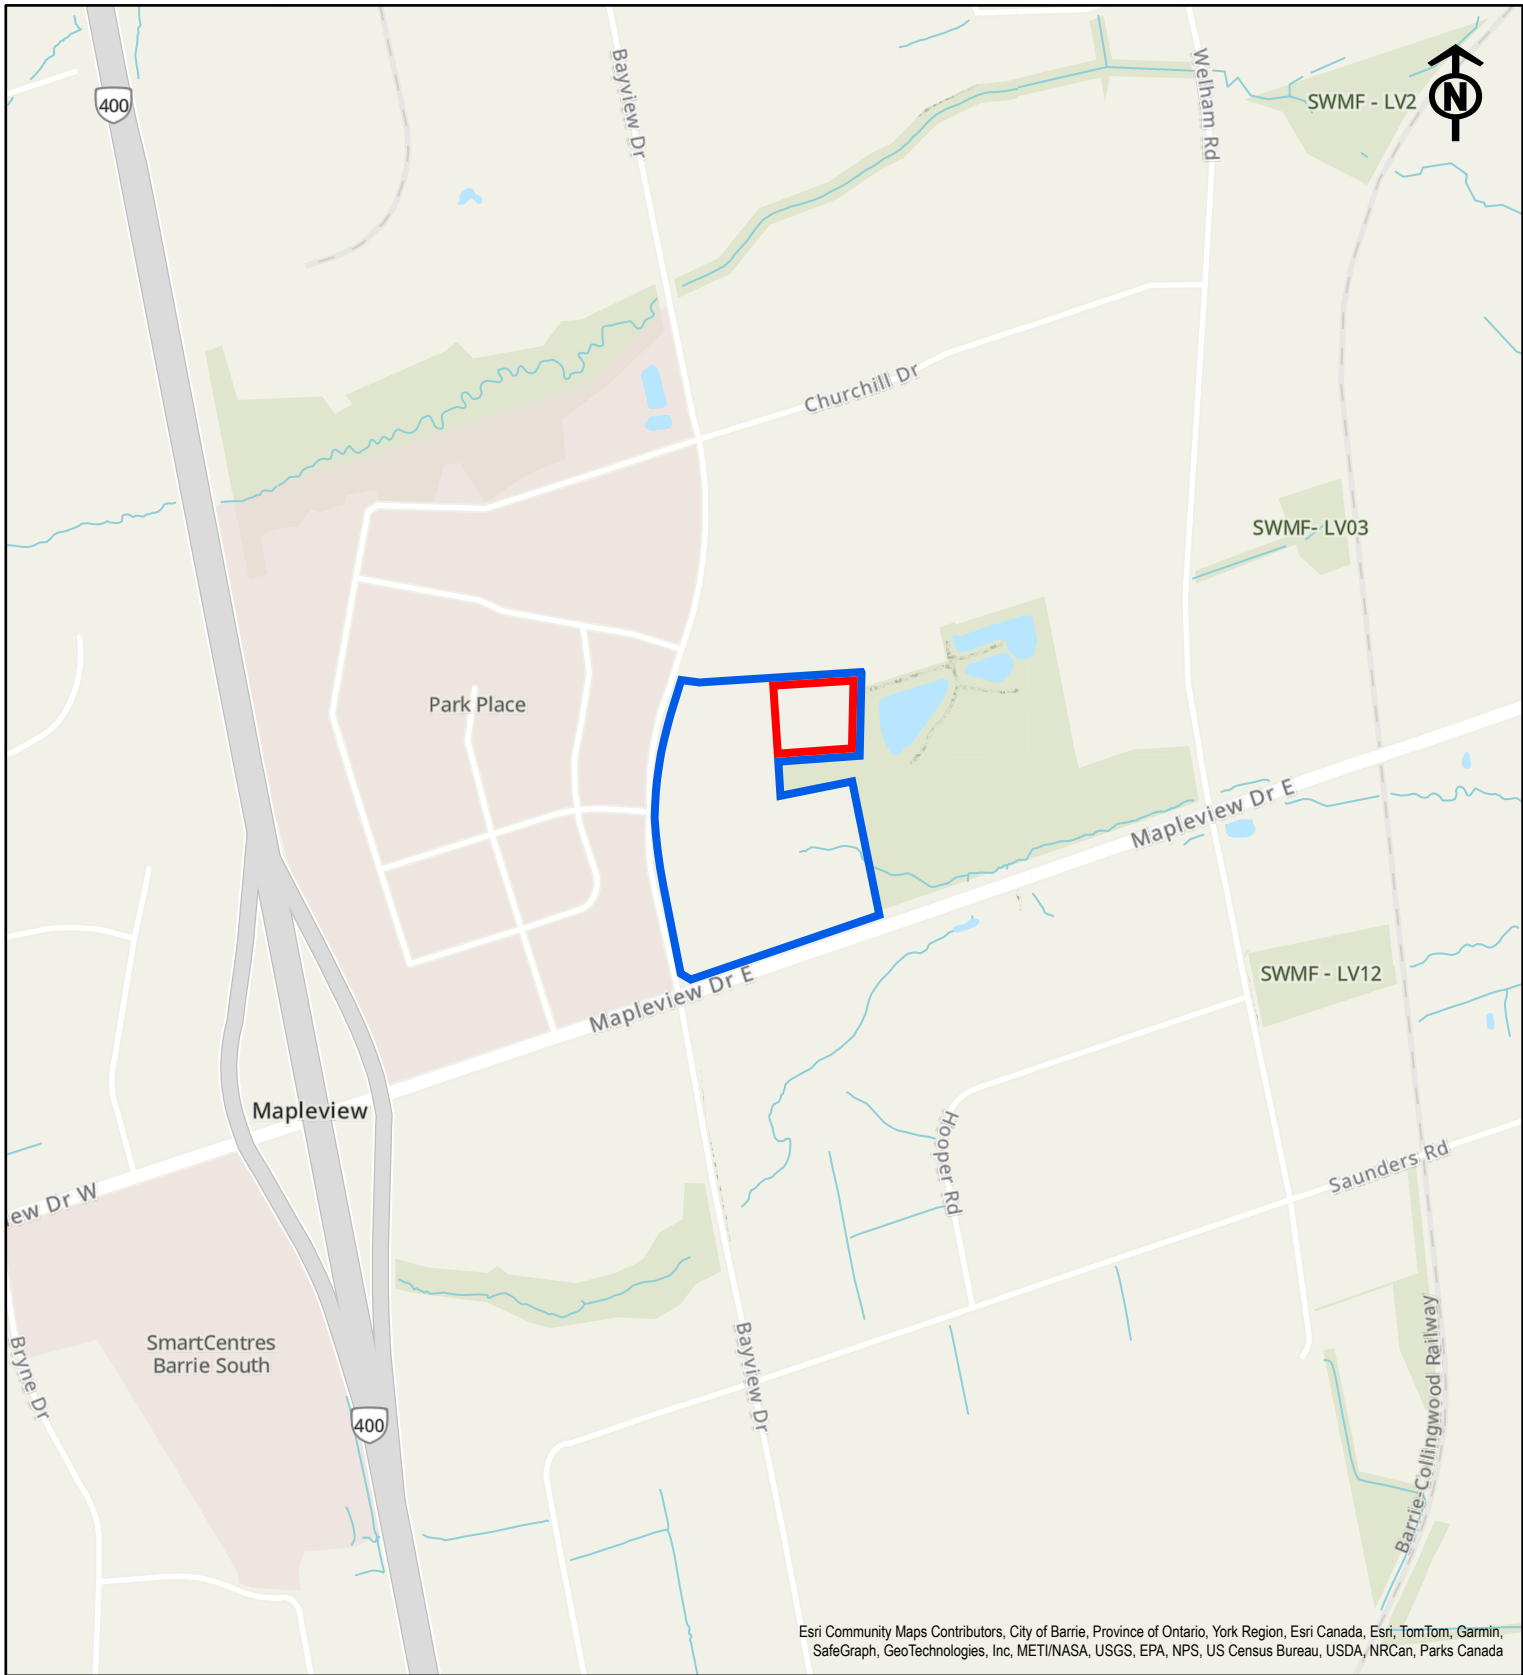 400
Bayview Dr
Welham Rd
SWMF - LV2
N
Churchill Dr
SWMF- LV03
Park Place
Mapleview Dr E
SWMF - LV12
Mapleview Dr E
Mapleview
Hooper Rd
Saunders Rd
iew Dr W
SmartCentres
Barrie South
Bryne Dr
Bayview Dr
400
Barrie-Collingwood Railway
Esri Community Maps Contributors, City of Barrie, Province of Ontario, York Region, Esri Canada, Esri, TomTom, Garmin,
SafeGraph, GeoTechnologies, Inc, METI/NASA, USGS, EPA, NPS, US Census Bureau, USDA, NRCan, Parks Canada